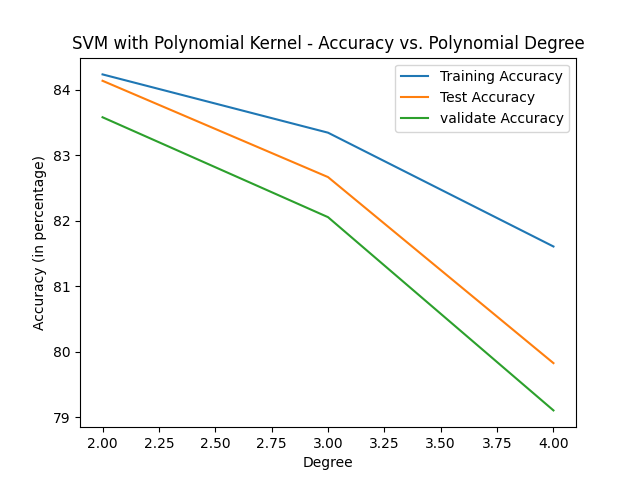 SVM with Polynomial Kernel - Accuracy vs. Polynomial Degree
Training Accuracy
Test Accuracy
validate Accuracy
Accuracy (in percentage)
84
83
82
81
80
79
2.00 2.25 2.50 2.75 3.00 3.25 3.50 3.75 4.00
Degree